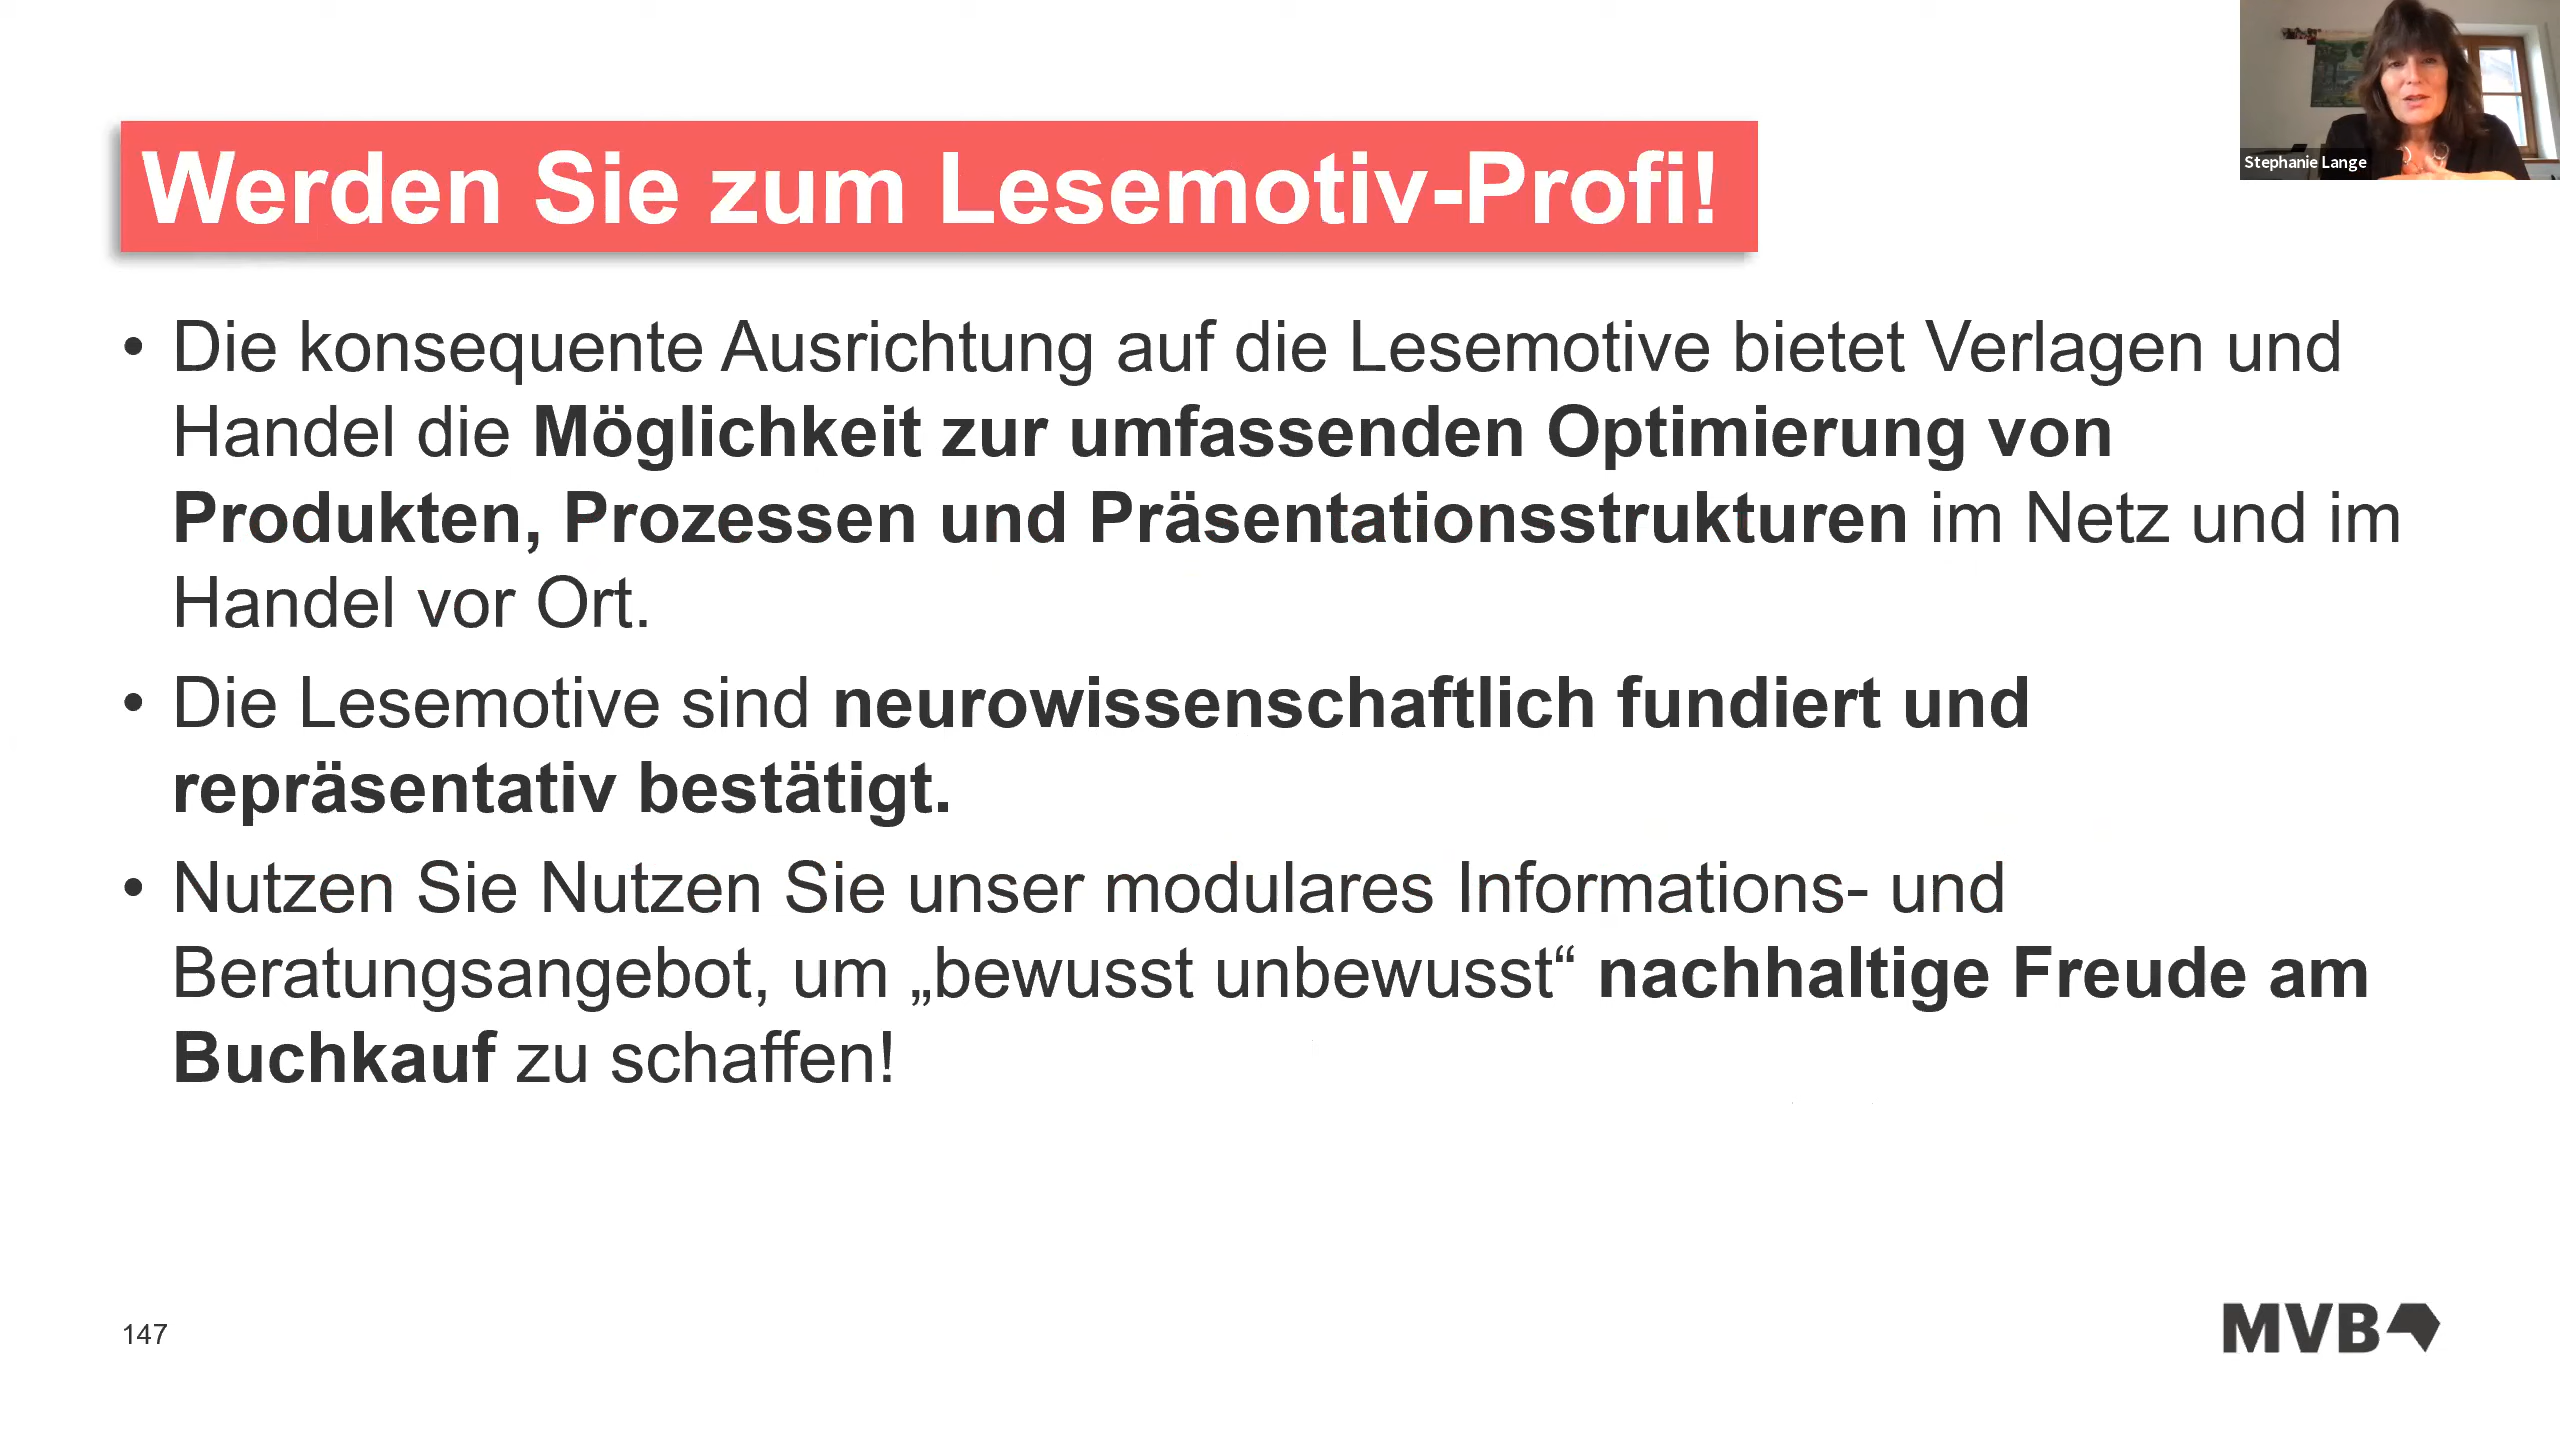 Stephanie Lange
Werden Sie zum Lesemotiv-Profi!
• Die konsequente Ausrichtung auf die Lesemotive bietet Verlagen und
Handel die Möglichkeit zur umfassenden Optimierung von
Produkten, Prozessen und Präsentationsstrukturen im Netz und im
Handel vor Ort.
• Die Lesemotive sind neurowissenschaftlich fundiert und
repräsentativ bestätigt.
• Nutzen Sie Nutzen Sie unser modulares Informations- und
Beratungsangebot, um „bewusst unbewusst“ nachhaltige Freude am
Buchkauf zu schaffen!
147
MVB